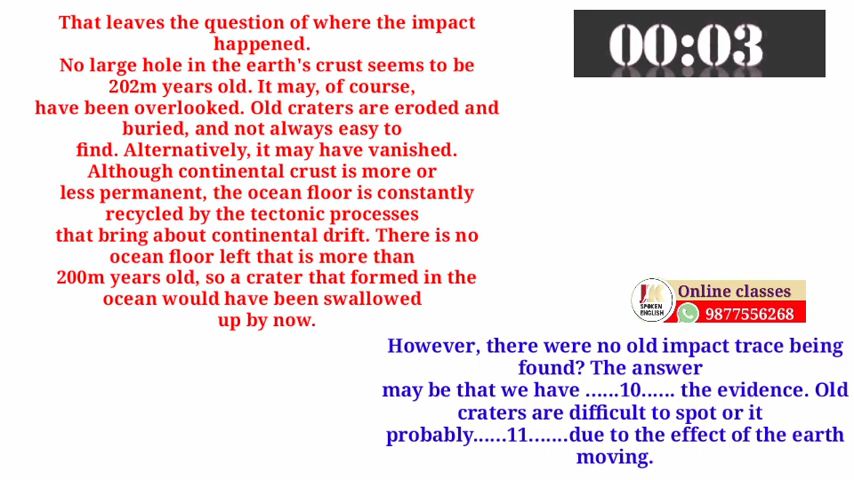 That leaves the question of where the impact
happened.
No large hole in the earth's crust seems to be
202m years old. It may, of course,
have been overlooked. Old craters are eroded and
buried, and not always easy to
find. Alternatively, it may have vanished.
Although continental crust is more or
less permanent, the ocean floor is constantly
recycled by the tectonic processes
that bring about continental drift. There is no
ocean floor left that is more than
200m years old, so a crater that formed in the
ocean would have been swallowed
up by now.
00:03
Online classes
SPOKEN
ENGLISH
9877556268
However, there were no old impact trace being
found? The answer
may be that we have ......10...... the evidence. Old
craters are difficult to spot or it
probably......11.......due to the effect of the earth
moving.